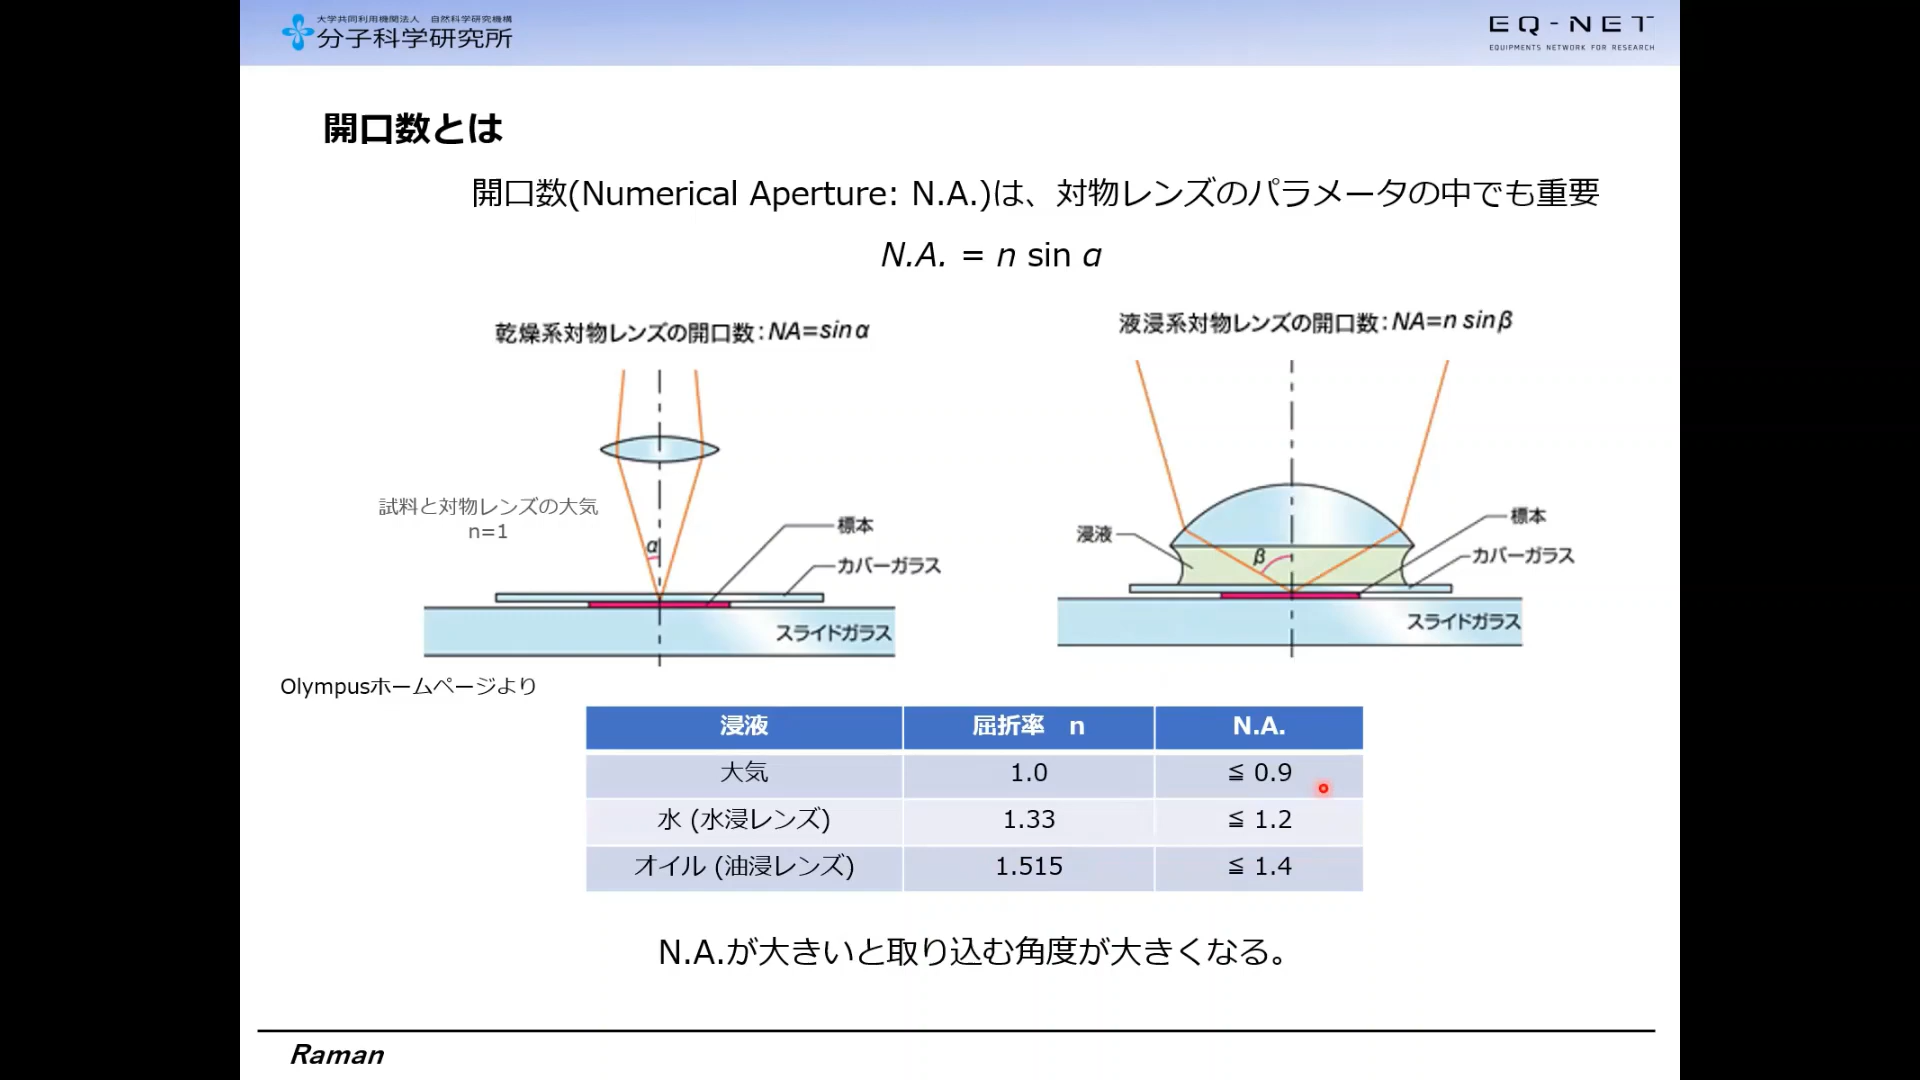 大学共同利用機関法人 自然科学研究機構
分子科学研究所
EQ-NET
EQUIPMENTS NETWORK FOR RESEARCH
開口数とは
開口数(Numerical Aperture: N.A.)は、対物レンズのパラメータの中でも重要
N.A. = n sin α
乾燥系対物レンズの開口数：NA=sinα
液浸系対物レンズの開口数：NA=n sinβ
試料と対物レンズの大気
n=1
α
標本
カバーガラス
スライドガラス
浸液
β
標本
カバーガラス
スライドガラス
Olympusホームページより
浸液 屈折率 n N.A.
大気 1.0 ≦ 0.9
水 (水浸レンズ) 1.33 ≦ 1.2
オイル (油浸レンズ) 1.515 ≦ 1.4
N.A.が大きいと取り込む角度が大きくなる。
Raman